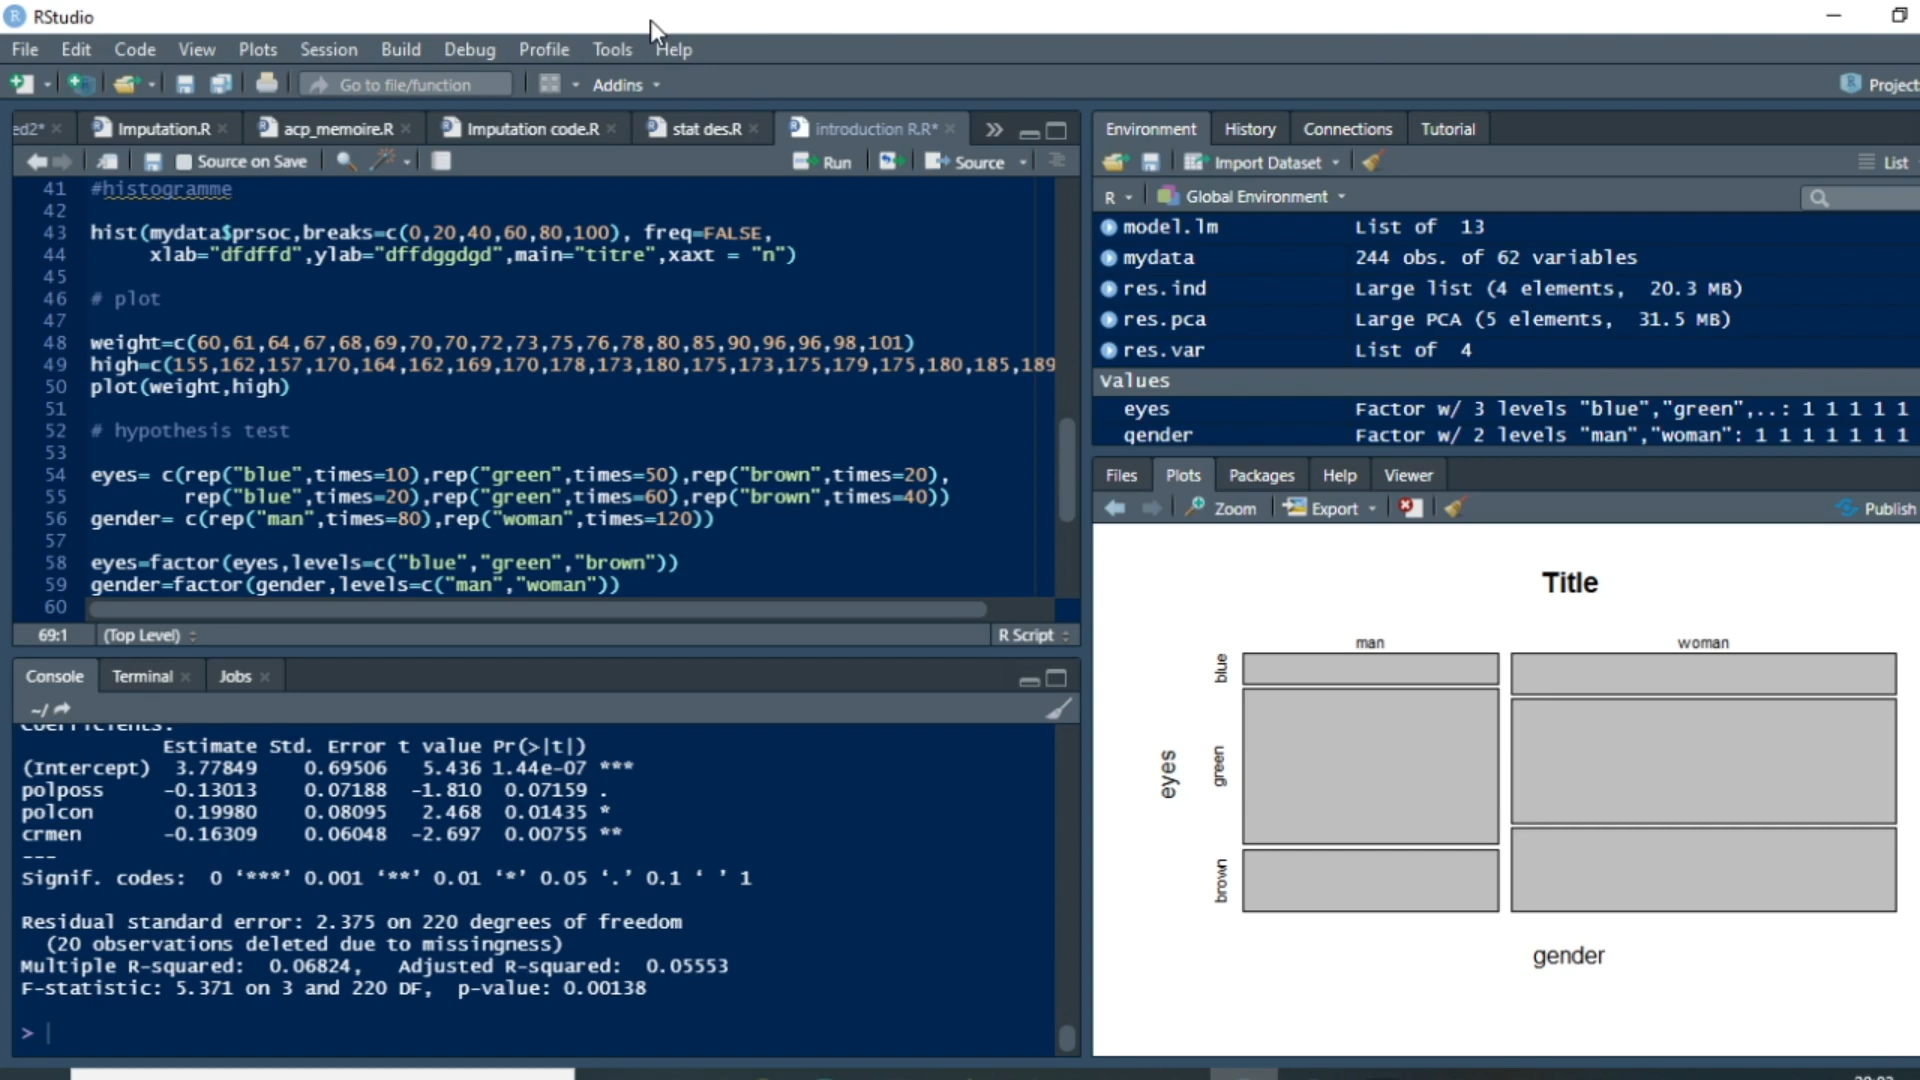 RStudio
File Edit Code View Plots Session Build Debug Profile Tools Help
Go to file/function Addins Project
ed2* Imputation.R acp_memoire.R Imputation code.R stat des.R introduction R.R*
Source on Save Run Source
41 #histogramme
42
43 hist(mydata$prsoc,breaks=c(0,20,40,60,80,100), freq=FALSE,
44 xlab="dfdffd",ylab="dffdggdgd",main="titre",xaxt = "n")
45
46 # plot
47
48 weight=c(60,61,64,67,68,69,70,70,72,73,75,76,78,80,85,90,96,96,98,101)
49 high=c(155,162,157,170,164,162,169,170,178,173,180,175,173,175,179,175,180,185,189
50 plot(weight,high)
51
52 # hypothesis test
53
54 eyes= c(rep("blue",times=10),rep("green",times=50),rep("brown",times=20),
55 rep("blue",times=20),rep("green",times=60),rep("brown",times=40))
56 gender= c(rep("man",times=80),rep("woman",times=120))
57
58 eyes=factor(eyes,levels=c("blue","green","brown"))
59 gender=factor(gender,levels=c("man","woman"))
60
69:1 (Top Level) R Script
Console Terminal Jobs
~/
Coefficients:
Estimate Std. Error t value Pr(>|t|)
(Intercept) 3.77849 0.69506 5.436 1.44e-07 ***
polposs -0.13013 0.07188 -1.810 0.07159 .
polcon 0.19980 0.08095 2.468 0.01435 *
crmen -0.16309 0.06048 -2.697 0.00755 **
---
Signif. codes: 0 ‘***’ 0.001 ‘**’ 0.01 ‘*’ 0.05 ‘.’ 0.1 ‘ ’ 1
Residual standard error: 2.375 on 220 degrees of freedom
(20 observations deleted due to missingness)
Multiple R-squared: 0.06824, Adjusted R-squared: 0.05553
F-statistic: 5.371 on 3 and 220 DF, p-value: 0.00138
>
Environment History Connections Tutorial
Import Dataset List
R Global Environment
model.lm List of 13
mydata 244 obs. of 62 variables
res.ind Large list (4 elements, 20.3 MB)
res.pca Large PCA (5 elements, 31.5 MB)
res.var List of 4
Values
eyes Factor w/ 3 levels "blue","green",..: 1 1 1 1 1
gender Factor w/ 2 levels "man","woman": 1 1 1 1 1 1 1
Files Plots Packages Help Viewer
Zoom Export Publish
Title
man woman
blue
green
brown
eyes
gender